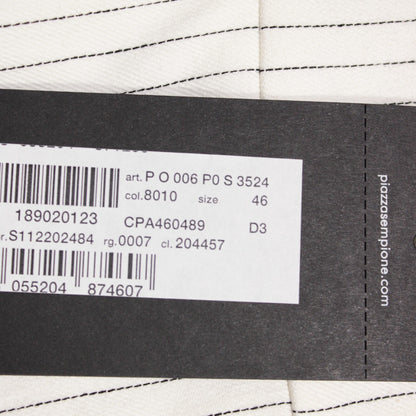 art. P O 006 P0 S 3524
col. 8010 size 46
189020123 CPA460489 D3
r.S112202484 rg. 0007 cl. 204457
055204 874607
piazzasempione.com